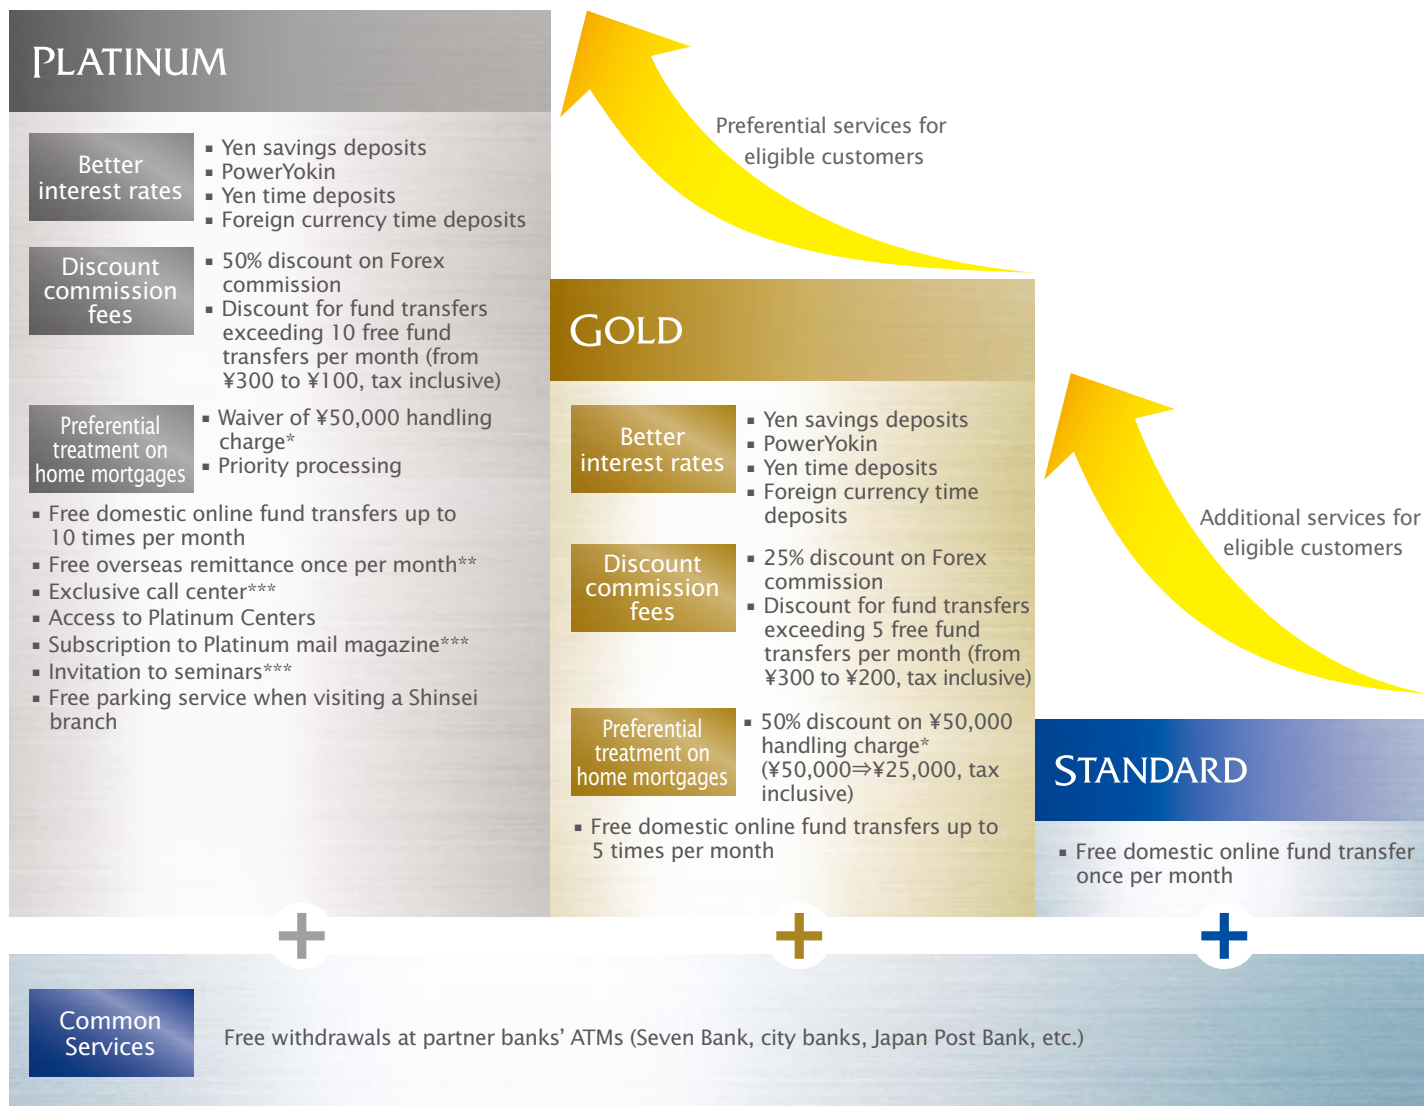 PLATINUM
Better
interest rates
▪ Yen savings deposits
▪ PowerYokin
▪ Yen time deposits
▪ Foreign currency time deposits
Discount
commission
fees
▪ 50% discount on Forex
commission
▪ Discount for fund transfers
exceeding 10 free fund
transfers per month (from
¥300 to ¥100, tax inclusive)
Preferential
treatment on
home mortgages
▪ Waiver of ¥50,000 handling
charge*
▪ Priority processing
▪ Free domestic online fund transfers up to
10 times per month
▪ Free overseas remittance once per month**
▪ Exclusive call center***
▪ Access to Platinum Centers
▪ Subscription to Platinum mail magazine***
▪ Invitation to seminars***
▪ Free parking service when visiting a Shinsei
branch
Preferential services for
eligible customers
GOLD
Better
interest rates
▪ Yen savings deposits
▪ PowerYokin
▪ Yen time deposits
▪ Foreign currency time
deposits
Discount
commission
fees
▪ 25% discount on Forex
commission
▪ Discount for fund transfers
exceeding 5 free fund
transfers per month (from
¥300 to ¥200, tax inclusive)
Preferential
treatment on
home mortgages
▪ 50% discount on ¥50,000
handling charge*
(¥50,000⇒¥25,000, tax
inclusive)
▪ Free domestic online fund transfers up to
5 times per month
Additional services for
eligible customers
STANDARD
▪ Free domestic online fund transfer
once per month
+
+
+
Common
Services
Free withdrawals at partner banks’ ATMs (Seven Bank, city banks, Japan Post Bank, etc.)